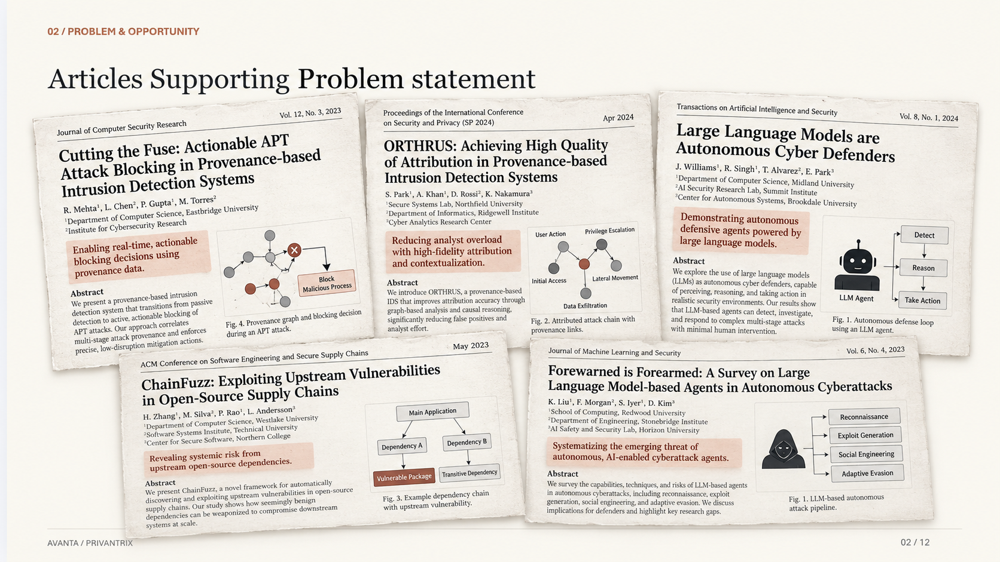 02 / PROBLEM & OPPORTUNITY
Articles Supporting Problem statement
Journal of Computer Security Research
Vol. 12, No. 3, 2023
Cutting the Fuse: Actionable APT
Attack Blocking in Provenance-based
Intrusion Detection Systems
R. Mehta¹, L. Chen², P. Gupta¹, M. Torres²
¹Department of Computer Science, Eastbridge University
²Institute for Cybersecurity Research
Enabling real-time, actionable
blocking decisions using
provenance data.
Abstract
We present a provenance-based intrusion
detection system that transitions from passive
detection to active, actionable blocking of
APT attacks. Our approach correlates
multi-stage attack provenance and enforces
precise, low-disruption mitigation actions.
Block
Malicious Process
Fig. 4. Provenance graph and blocking decision
during an APT attack.
Proceedings of the International Conference
on Security and Privacy (SP 2024)
Apr 2024
ORTHRUS: Achieving High Quality
of Attribution in Provenance-based
Intrusion Detection Systems
S. Park¹, A. Khan¹, D. Rossi², K. Nakamura³
¹Secure Systems Lab, Northfield University
²Department of Informatics, Ridgewell Institute
³Cyber Analytics Research Center
Reducing analyst overload
with high-fidelity attribution
and contextualization.
Abstract
We introduce ORTHRUS, a provenance-based
IDS that improves attribution accuracy through
graph-based analysis and causal reasoning,
significantly reducing false positives and
analyst effort.
User Action
Privilege Escalation
Initial Access
Lateral Movement
Data Exfiltration
Fig. 2. Attributed attack chain with
provenance links.
Transactions on Artificial Intelligence and Security
Vol. 8, No. 1, 2024
Large Language Models are
Autonomous Cyber Defenders
J. Williams¹, R. Singh¹, T. Alvarez², E. Park³
¹Department of Computer Science, Midland University
²AI Security Research Lab, Summit Institute
³Center for Autonomous Systems, Brookdale University
Demonstrating autonomous
defensive agents powered by
large language models.
Abstract
We explore the use of large language models
(LLMs) as autonomous cyber defenders, capable
of perceiving, reasoning, and taking action in
realistic security environments. Our results show
that LLM-based agents can detect, investigate,
and respond to complex multi-stage attacks
with minimal human intervention.
LLM Agent
Detect
Reason
Take Action
Fig. 1. Autonomous defense loop
using an LLM agent.
ACM Conference on Software Engineering and Secure Supply Chains
May 2023
ChainFuzz: Exploiting Upstream Vulnerabilities
in Open-Source Supply Chains
H. Zhang¹, M. Silva², P. Rao¹, L. Andersson³
¹Department of Computer Science, Westlake University
²Software Systems Institute, Technical University
³Center for Secure Software, Northern College
Revealing systemic risk from
upstream open-source dependencies.
Abstract
We present ChainFuzz, a novel framework for automatically
discovering and exploiting upstream vulnerabilities in open-source
supply chains. Our study shows how seemingly benign
dependencies can be weaponized to compromise downstream
systems at scale.
Main Application
Dependency A
Dependency B
Vulnerable Package
Transitive Dependency
Fig. 3. Example dependency chain
with upstream vulnerability.
Journal of Machine Learning and Security
Vol. 6, No. 4, 2023
Forewarned is Forearmed: A Survey on Large
Language Model-based Agents in Autonomous Cyberattacks
K. Liu¹, F. Morgan², S. Iyer¹, D. Kim³
¹School of Computing, Redwood University
²Department of Engineering, Stonebridge Institute
³AI Safety and Security Lab, Horizon University
Systematizing the emerging threat of
autonomous, AI-enabled cyberattack agents.
Abstract
We survey the capabilities, techniques, and risks of LLM-based agents
in autonomous cyberattacks, including reconnaissance, exploit
generation, social engineering, and adaptive evasion. We discuss
implications for defenders and highlight key research gaps.
Reconnaissance
Exploit Generation
Social Engineering
Adaptive Evasion
Fig. 1. LLM-based autonomous
attack pipeline.
AVANTA / PRIVANTRIX
02 / 12